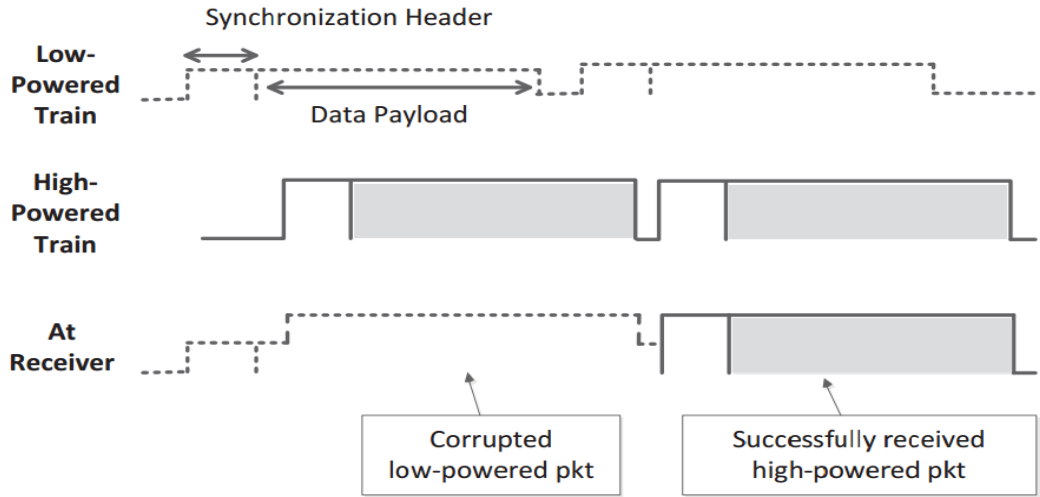 Synchronization Header
Low-
Powered
Train
Data Payload
High-
Powered
Train
At
Receiver
Corrupted
low-powered pkt
Successfully received
high-powered pkt